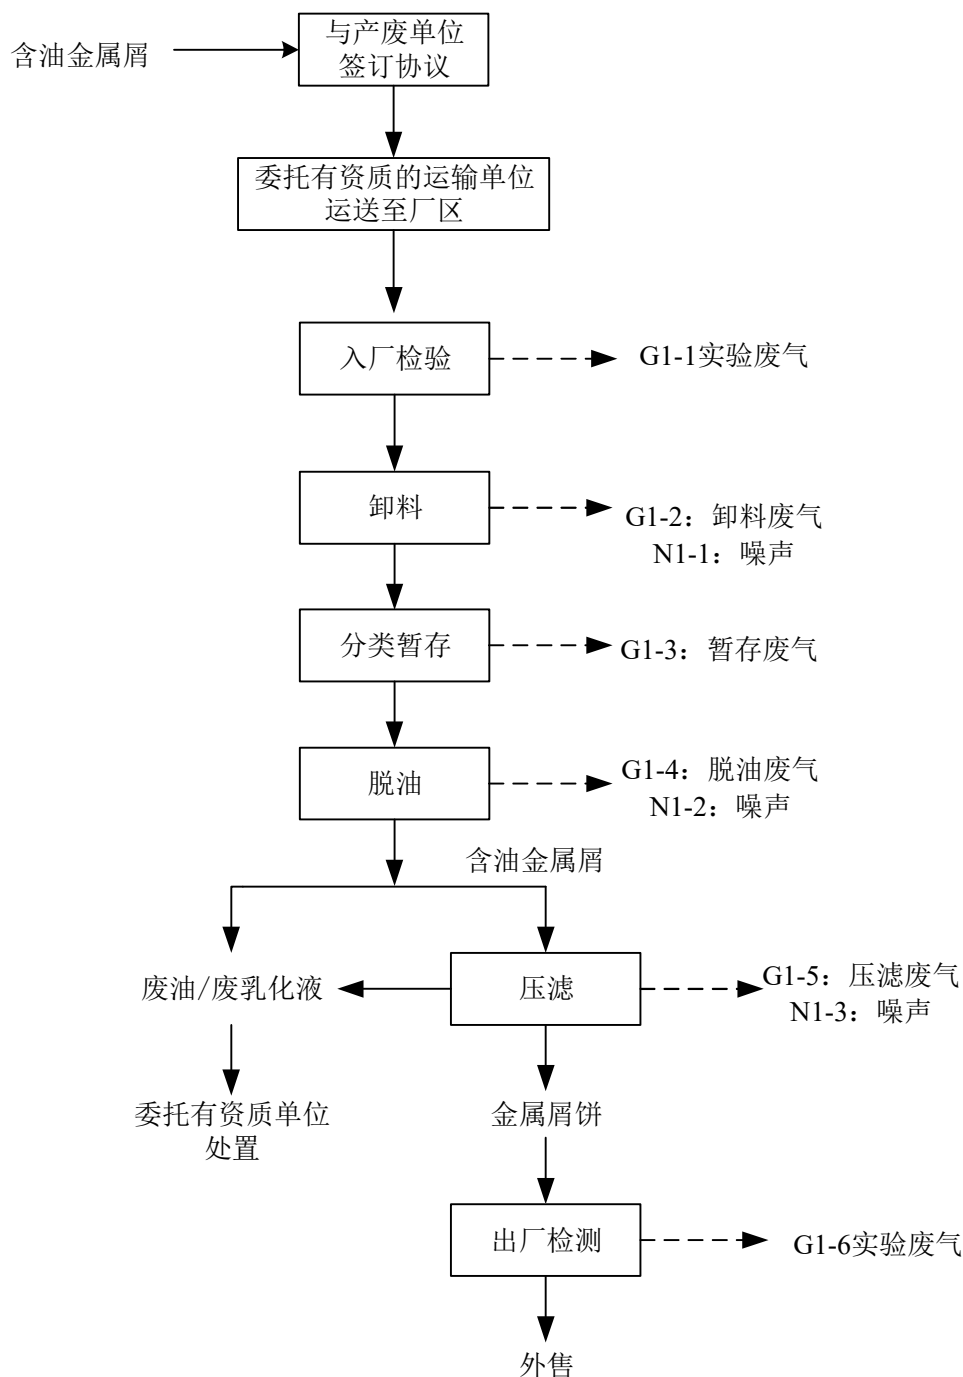 含油金属屑
与产废单位
签订协议
委托有资质的运输单位
运送至厂区
入厂检验
G1-1实验废气
卸料
G1-2：卸料废气
N1-1：噪声
分类暂存
G1-3：暂存废气
脱油
G1-4：脱油废气
N1-2：噪声
含油金属屑
废油/废乳化液
压滤
G1-5：压滤废气
N1-3：噪声
委托有资质单位
处置
金属屑饼
出厂检测
G1-6实验废气
外售